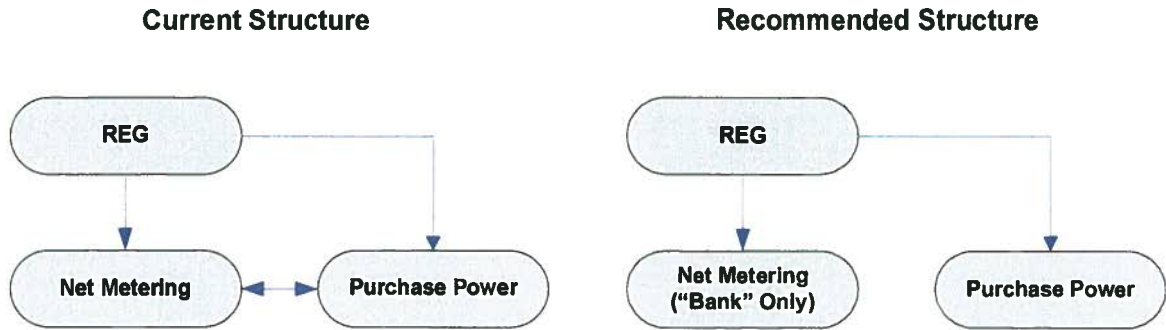 Current Structure
Recommended Structure
REG
REG
Net Metering
Purchase Power
Net Metering
(“Bank” Only)
Purchase Power